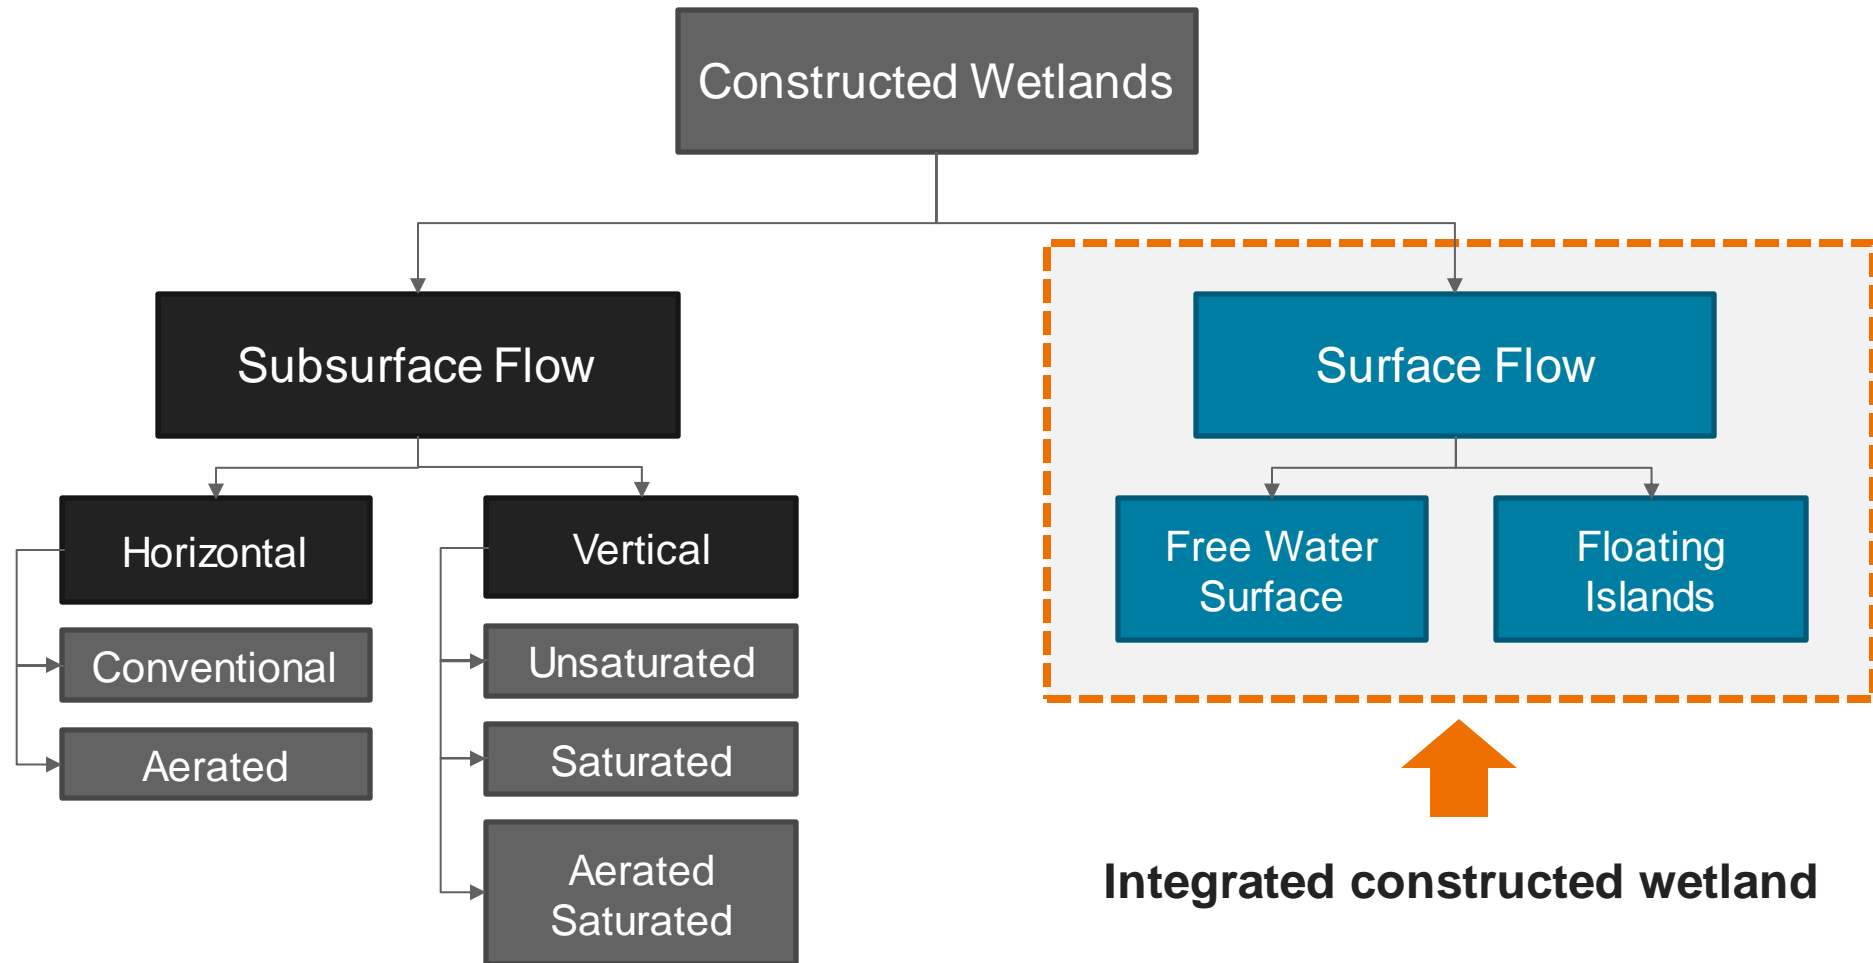 Constructed Wetlands
Subsurface Flow
Surface Flow
Horizontal
Vertical
Free Water
Surface
Floating
Islands
Conventional
Unsaturated
Aerated
Saturated
Aerated
Saturated
Integrated constructed wetland